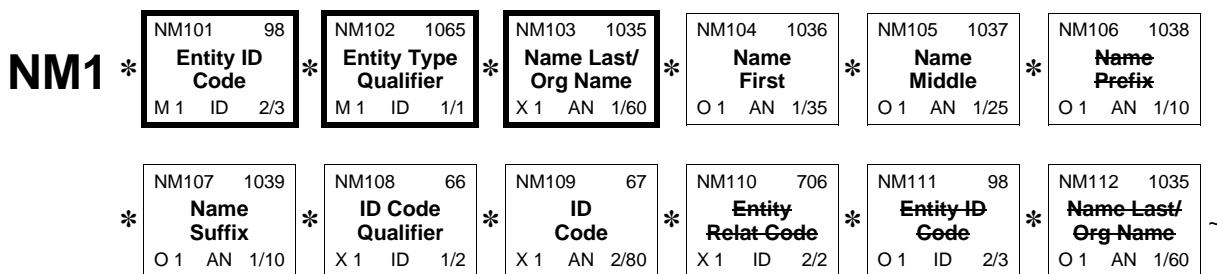 NM101 98 NM102 1065 NM103 1035 NM104 1036 NM105 1037 NM106 1038
NM1 * Entity ID * Entity Type * Name Last/ * Name * Name * Name
Code Qualifier Org Name First Middle Prefix
M 1 ID 2/3 M 1 ID 1/1 X 1 AN 1/60 O 1 AN 1/35 O 1 AN 1/25 O 1 AN 1/10
NM107 1039 NM108 66 NM109 67 NM110 706 NM111 98 NM112 1035
* Name * ID Code * ID * Entity * Entity ID * Name Last/ ~
Suffix Qualifier Code Relat Code Code Org Name
O 1 AN 1/10 X 1 ID 1/2 X 1 AN 2/80 X 1 ID 2/2 O 1 ID 2/3 O 1 AN 1/60